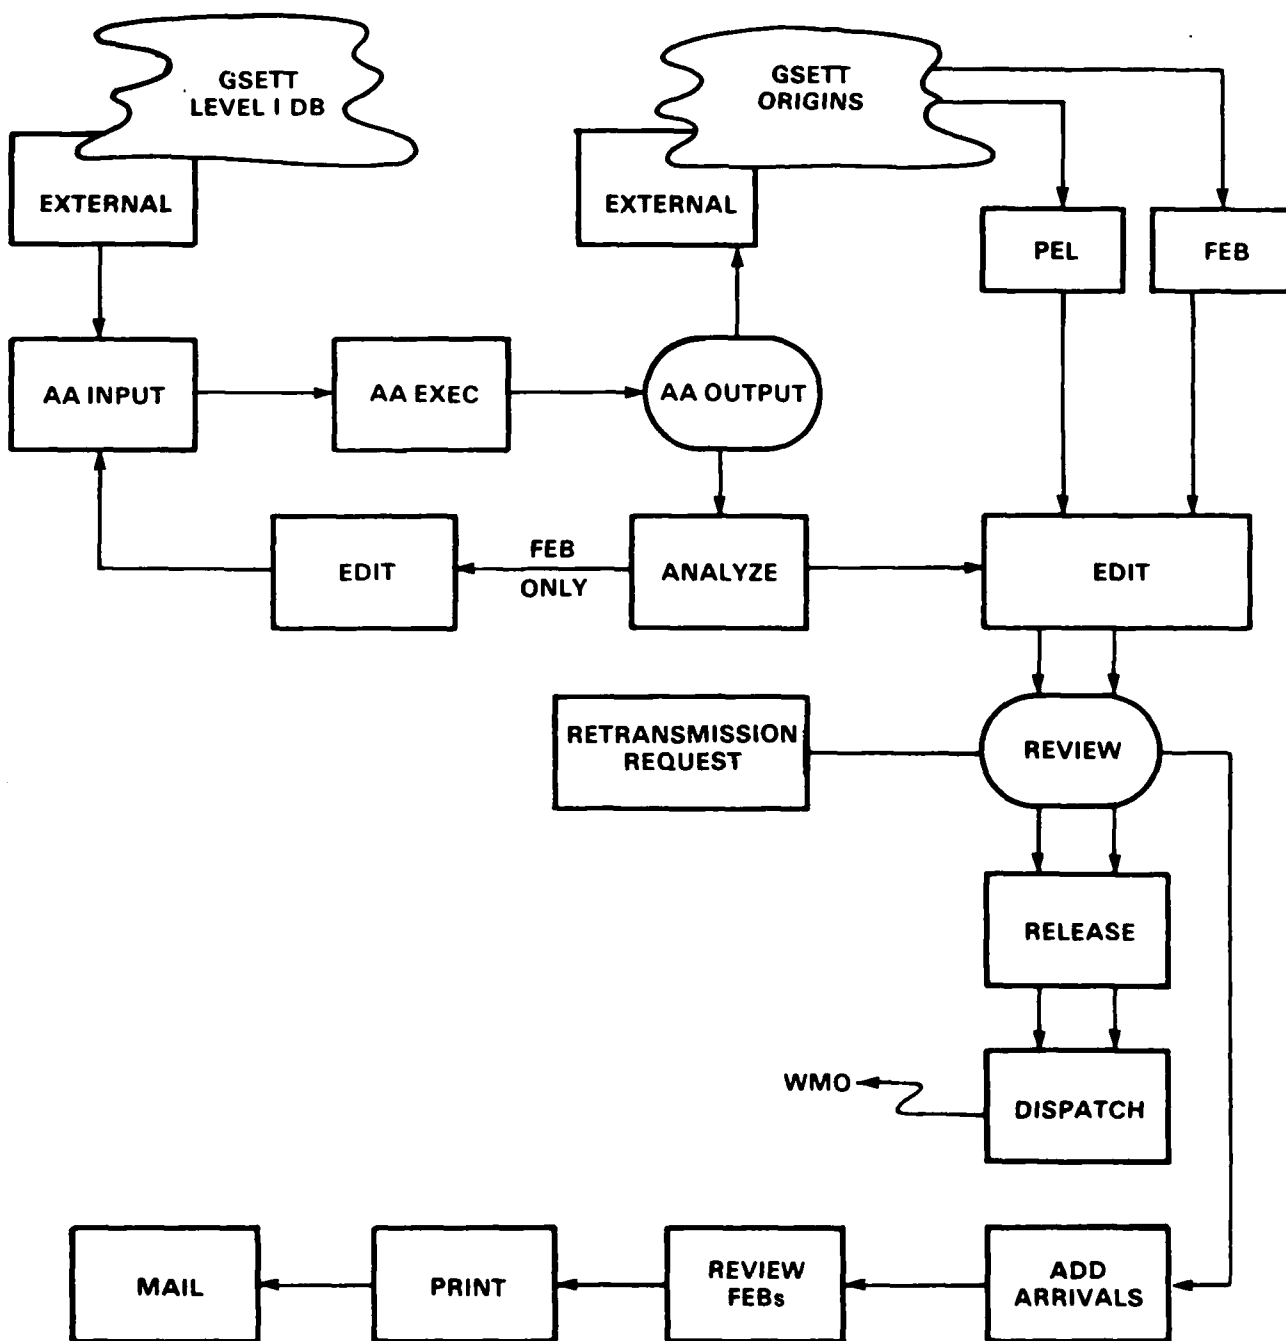 GSETT
LEVEL I DB
GSETT
ORIGINS
EXTERNAL
EXTERNAL
PEL
FEB
AA INPUT
AA EXEC
AA OUTPUT
EDIT
FEB
ONLY
ANALYZE
EDIT
RETRANSMISSION
REQUEST
REVIEW
RELEASE
WMO
DISPATCH
MAIL
PRINT
REVIEW
FEBs
ADD
ARRIVALS